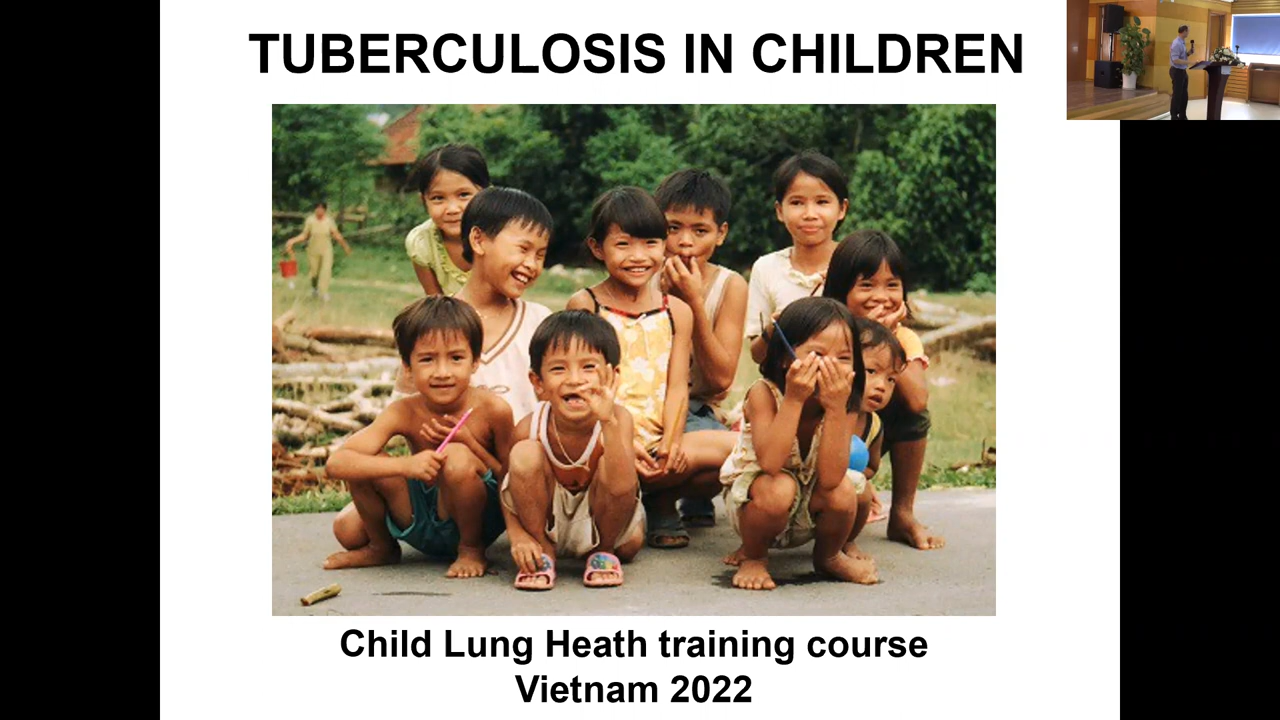 TUBERCULOSIS IN CHILDREN
Child Lung Heath training course
Vietnam 2022